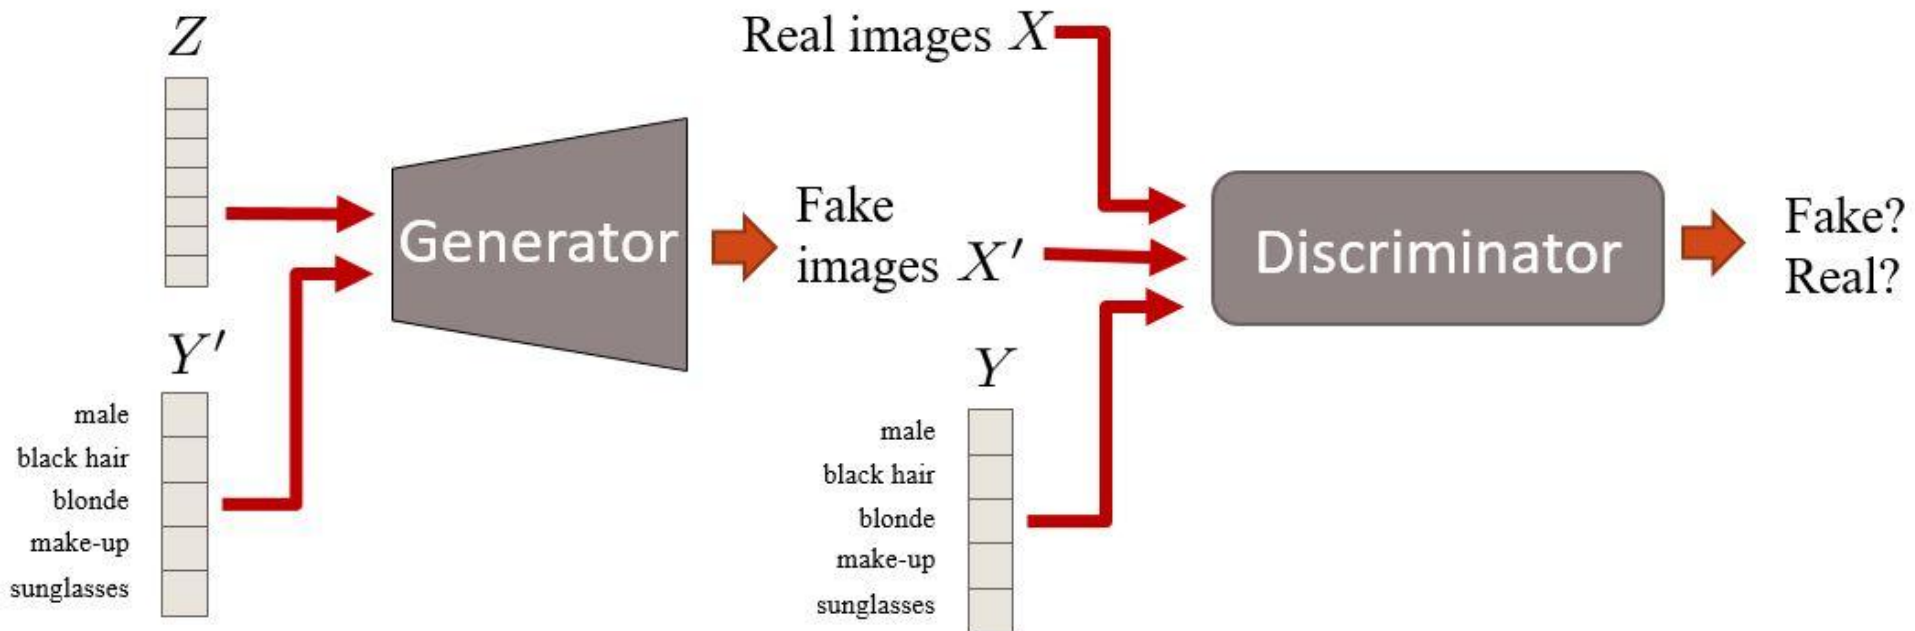 Z
Y′
male
black hair
blonde
make-up
sunglasses
Generator
Fake
images X′
Real images X
Y
male
black hair
blonde
make-up
sunglasses
Discriminator
Fake?
Real?